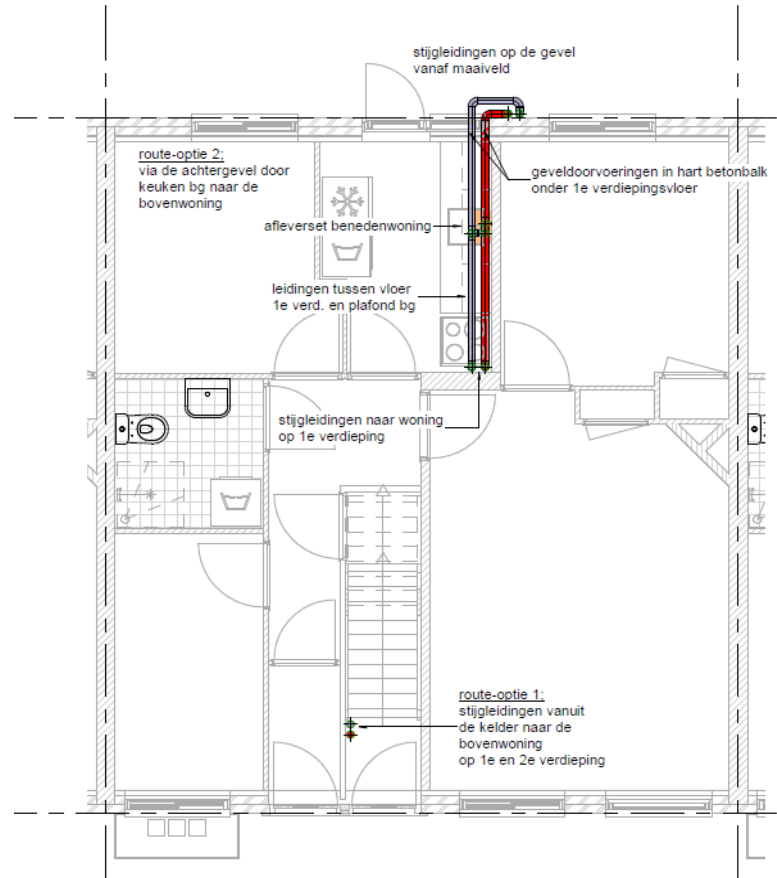 stijgleidingen op de gevel
vanaf maaiveld
route-optie 2:
via de achtergevel door
keuken bg naar de
bovenwoning
geveldoorvoeringen in hart betonbalk
onder 1e verdiepingsvloer
afleverset benedenwoning
leidingen tussen vloer
1e verd. en plafond bg
stijgleidingen naar woning
op 1e verdieping
route-optie 1:
stijgleidingen vanuit
de kelder naar de
bovenwoning
op 1e en 2e verdieping